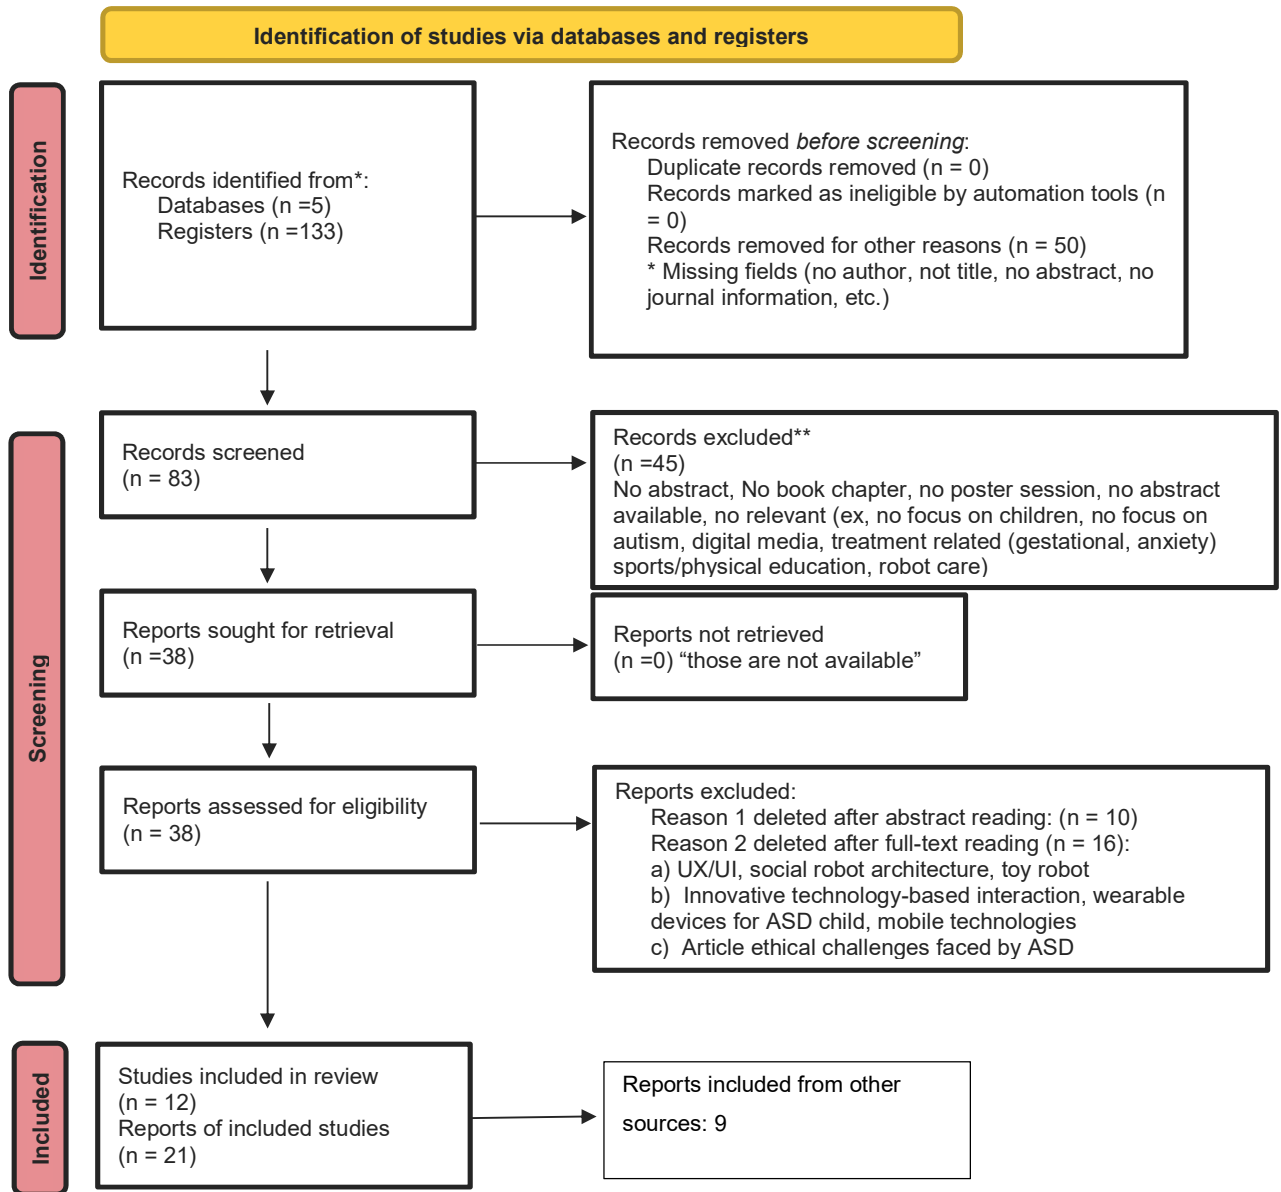 Identification of studies via databases and registers
Identification
Records identified from*:
Databases (n =5)
Registers (n =133)
Records removed before screening:
Duplicate records removed (n = 0)
Records marked as ineligible by automation tools (n
= 0)
Records removed for other reasons (n = 50)
* Missing fields (no author, not title, no abstract, no
journal information, etc.)
Screening
Records screened
(n = 83)
Records excluded**
(n =45)
No abstract, No book chapter, no poster session, no abstract
available, no relevant (ex, no focus on children, no focus on
autism, digital media, treatment related (gestational, anxiety)
sports/physical education, robot care)
Reports sought for retrieval
(n =38)
Reports not retrieved
(n =0) “those are not available”
Reports assessed for eligibility
(n = 38)
Reports excluded:
Reason 1 deleted after abstract reading: (n = 10)
Reason 2 deleted after full-text reading (n = 16):
a) UX/UI, social robot architecture, toy robot
b) Innovative technology-based interaction, wearable
devices for ASD child, mobile technologies
c) Article ethical challenges faced by ASD
Included
Studies included in review
(n = 12)
Reports of included studies
(n = 21)
Reports included from other
sources: 9